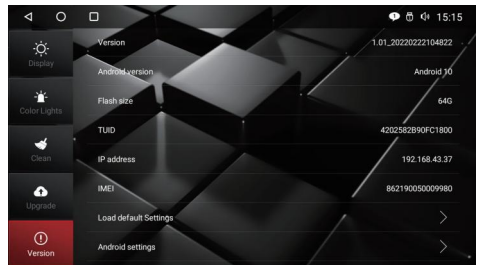 15:15
Display
Color Lights
Clean
Upgrade
Version
Version 1.01_20220222104822
Android version Android 10
Flash size 64G
TUID 4202582B90FC1800
IP address 192.168.43.37
IMEI 862190050009980
Load default Settings
Android settings